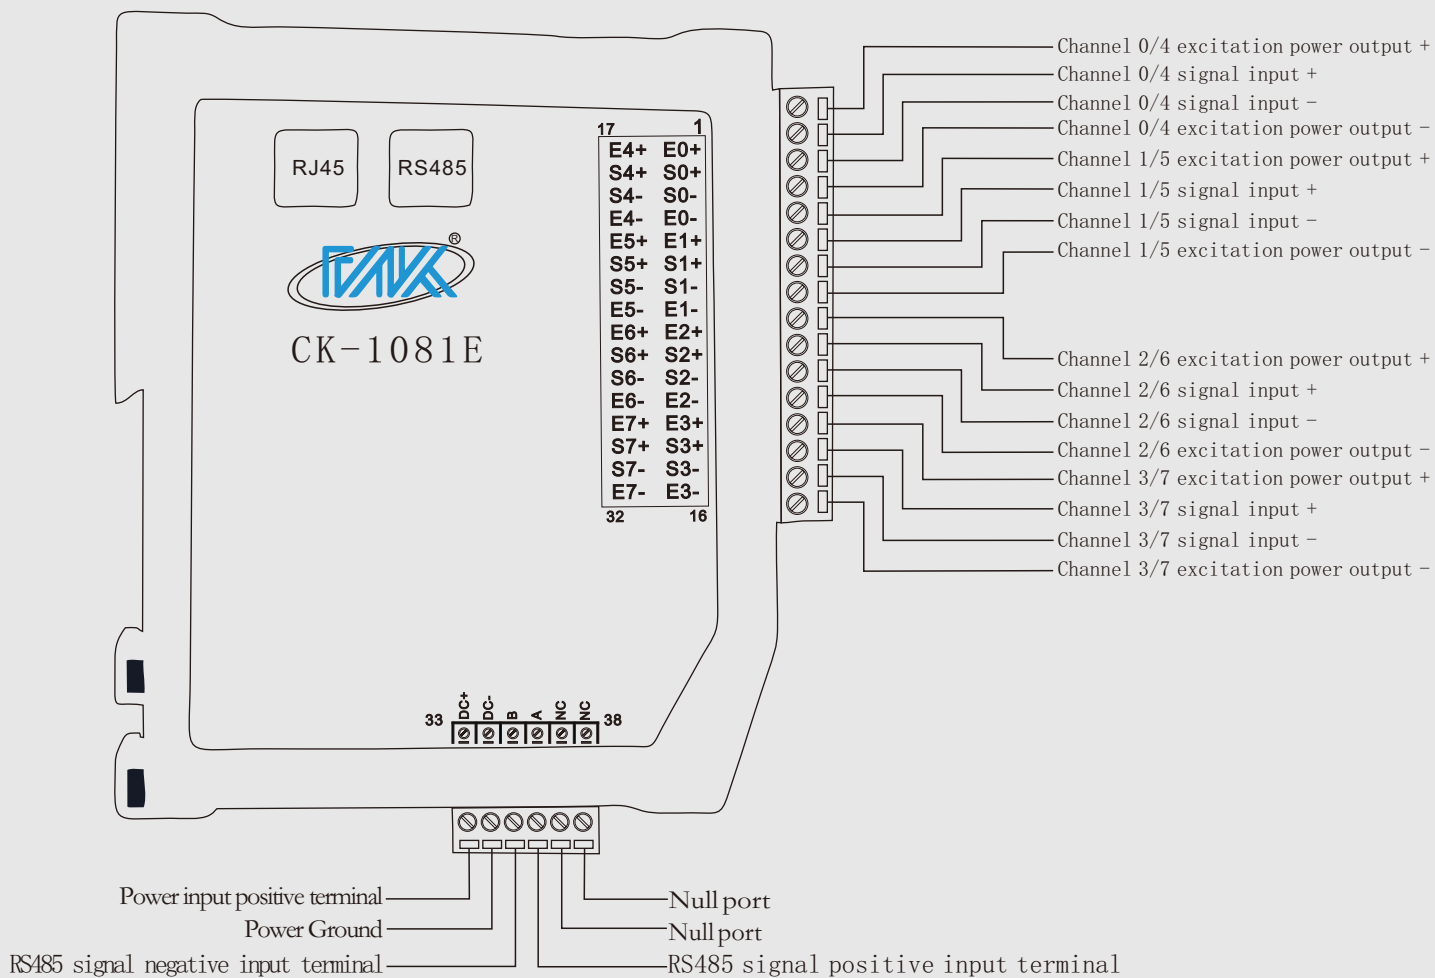 Channel 0/4 excitation power output +
Channel 0/4 signal input +
Channel 0/4 signal input -
Channel 0/4 excitation power output -
Channel 1/5 excitation power output +
Channel 1/5 signal input +
Channel 1/5 signal input -
Channel 1/5 excitation power output -
Channel 2/6 excitation power output +
Channel 2/6 signal input +
Channel 2/6 signal input -
Channel 2/6 excitation power output -
Channel 3/7 excitation power output +
Channel 3/7 signal input +
Channel 3/7 signal input -
Channel 3/7 excitation power output -
RJ45 RS485
®
CK-1081E
17 1
E4+ E0+
S4+ S0+
S4- S0-
E4- E0-
E5+ E1+
S5+ S1+
S5- S1-
E5- E1-
E6+ E2+
S6+ S2+
S6- S2-
E6- E2-
E7+ E3+
S7+ S3+
S7- S3-
E7- E3-
32 16
33 DC+ DC- B A NC NC 38
Power input positive terminal
Power Ground
RS485 signal negative input terminal
Null port
Null port
RS485 signal positive input terminal